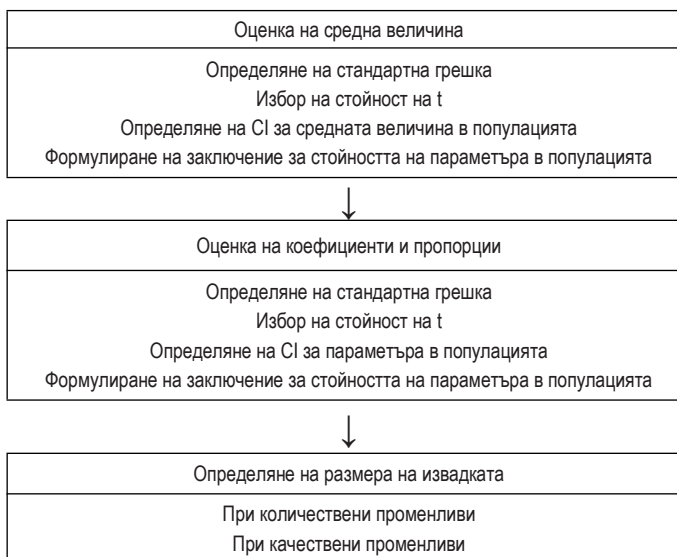 Оценка на средна величина
Определяне на стандартна грешка
Избор на стойност на t
Определяне на CI за средната величина в популацията
Формулиране на заключение за стойността на параметъра в популацията
Оценка на коефициенти и пропорции
Определяне на стандартна грешка
Избор на стойност на t
Определяне на CI за параметъра в популацията
Формулиране на заключение за стойността на параметъра в популацията
Определяне на размера на извадката
При количествени променливи
При качествени променливи